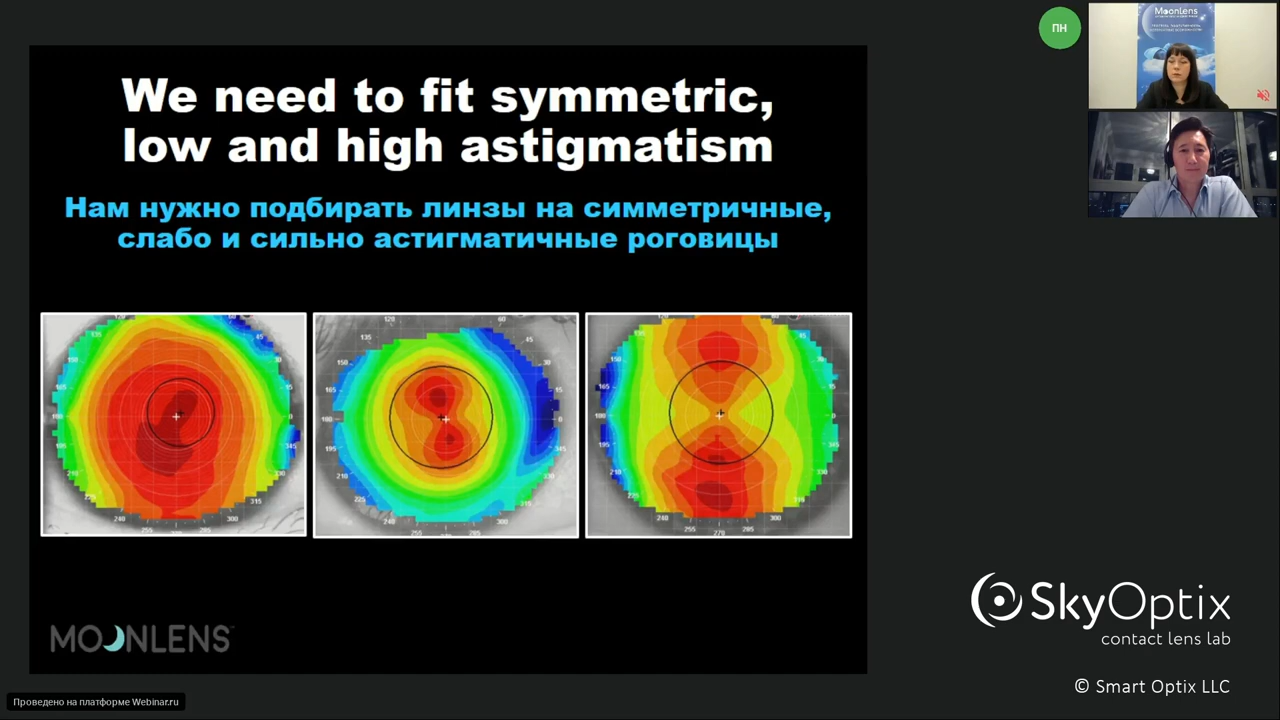 We need to fit symmetric,
low and high astigmatism
Нам нужно подбирать линзы на симметричные,
слабо и сильно астигматичные роговицы
MOONLENS
ПН
Moonlens
SkyOptix
contact lens lab
© Smart Optix LLC
Проведено на платформе Webinar.ru